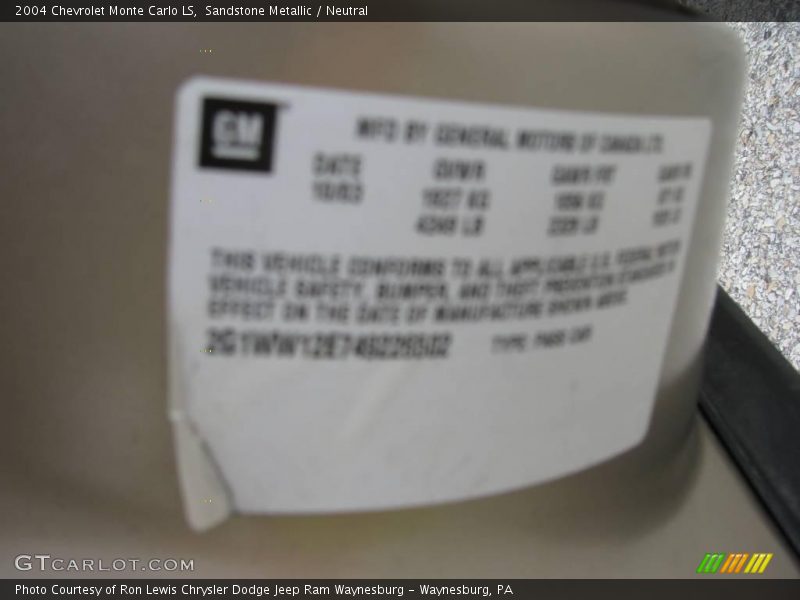 2004 Chevrolet Monte Carlo LS,  Sandstone Metallic / Neutral
GM
MFD BY GENERAL MOTORS OF CANADA LTD.
DATE GVWR GAWR FRT GAWR RR
10/03 1927 KG
4249 LB
THIS VEHICLE CONFORMS TO ALL APPLICABLE U.S. FEDERAL MOTOR
VEHICLE SAFETY, BUMPER, AND THEFT PREVENTION STANDARDS IN
EFFECT ON THE DATE OF MANUFACTURE SHOWN ABOVE.
TYPE: PASS CAR
GTCARLOT.COM
Photo Courtesy of Ron Lewis Chrysler Dodge Jeep Ram Waynesburg - Waynesburg, PA